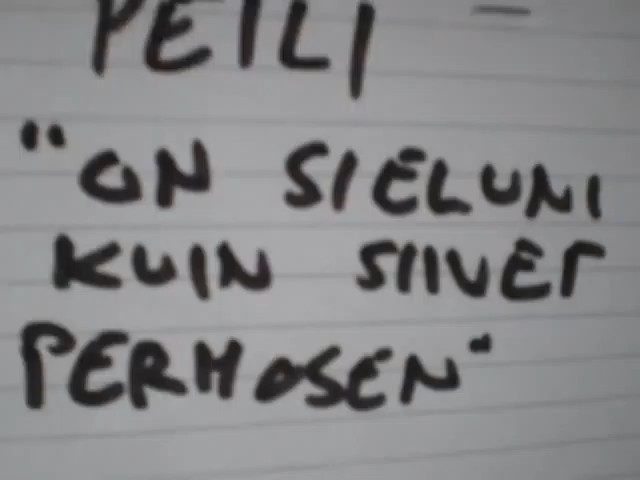 PEILI -
"ON SIELUNI
KUIN SIIVET
PERHOSEN"